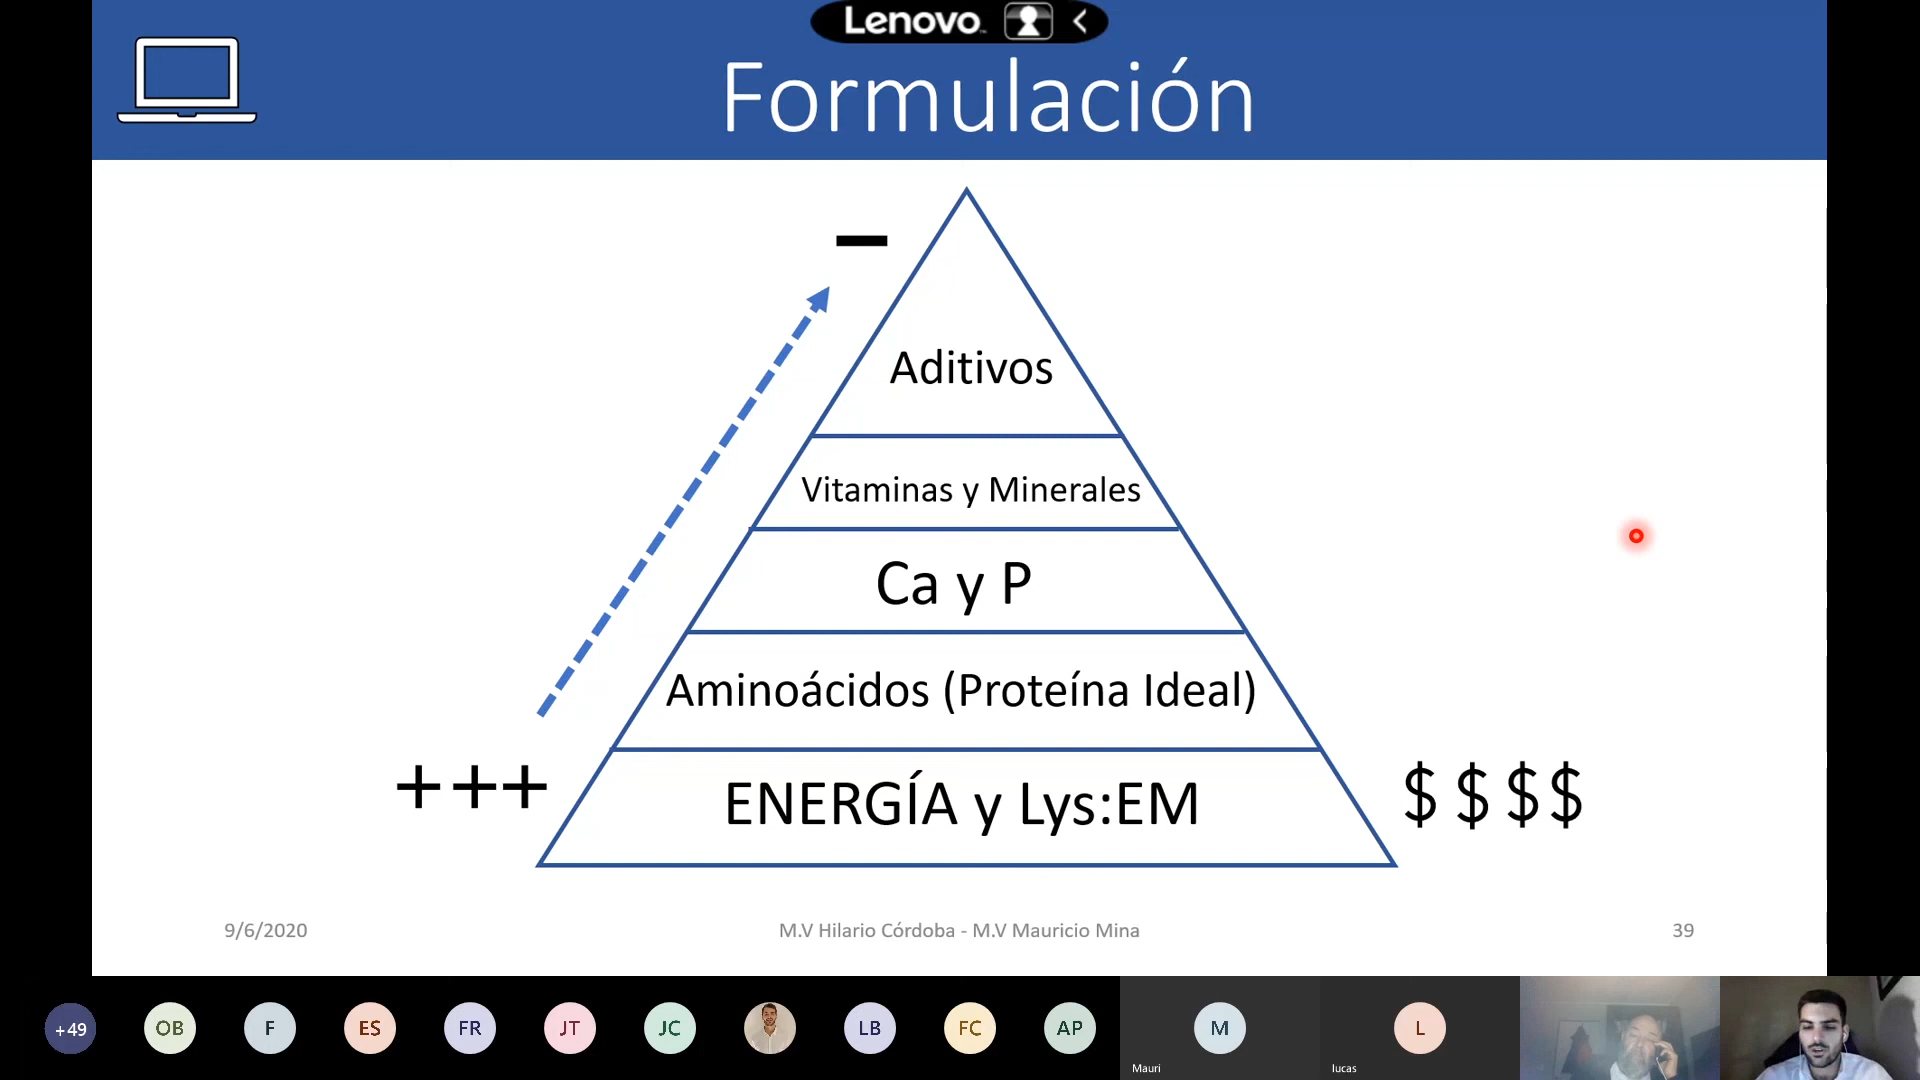 Lenovo
Formulación
Aditivos
Vitaminas y Minerales
Ca y P
Aminoácidos (Proteína Ideal)
+++
ENERGÍA y Lys:EM
$ $ $ $
9/6/2020
M.V Hilario Córdoba - M.V Mauricio Mina
39
+49
OB
F
ES
FR
JT
JC
LB
FC
AP
M
Mauri
L
lucas